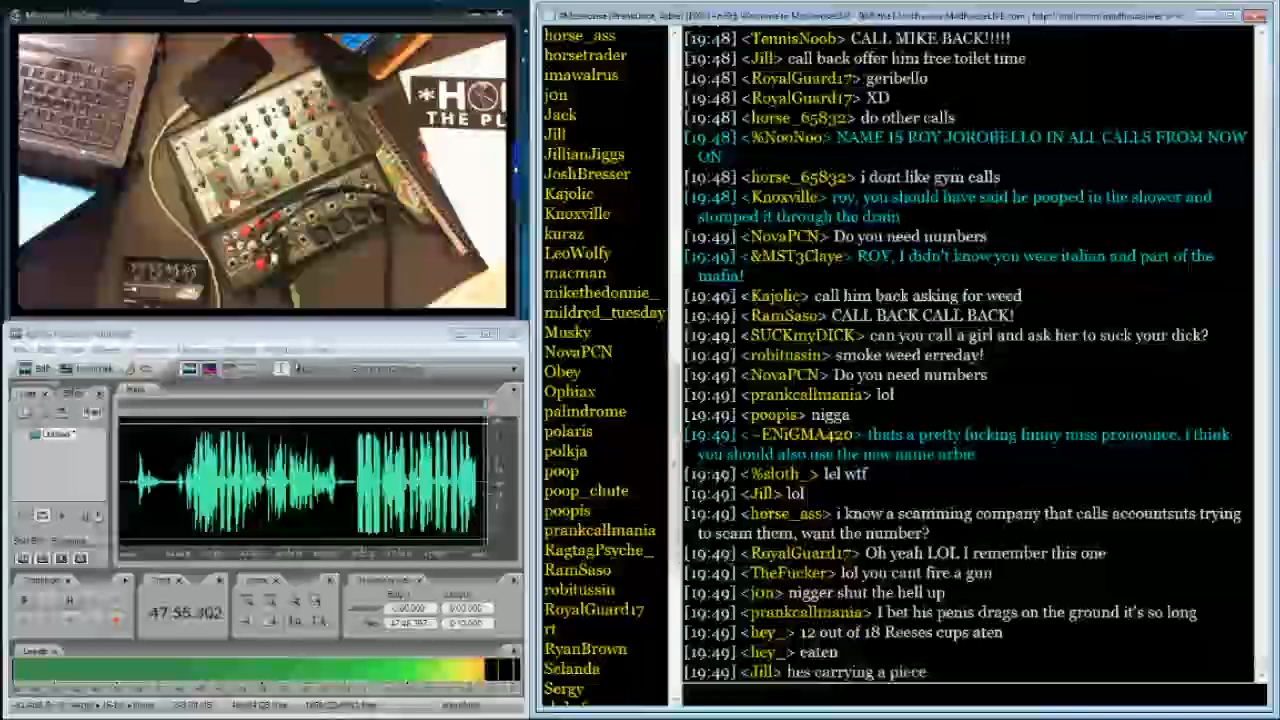 *HO
THE PL
47:55.302
horse_ass
horsetrader
imawalrus
jon
Jack
Jill
JillianJiggs
JoshBresser
Kajolic
Knoxville
kuraz
LeoWolfy
macman
mikethedonnie_
mildred_tuesday
Musky
NovaPCN
Obey
Ophiax
palindrome
polaris
polkja
poop
poop_chute
poopis
prankcallmania
RagtagPsyche_
RamSaso
robitussin
RoyalGuard17
rt
RyanBrown
Selanda
Sergy
[19:48] <TennisNoob> CALL MIKE BACK!!!!!
[19:48] <Jill> call back offer him free toilet time
[19:48] <RoyalGuard17> geribello
[19:48] <RoyalGuard17> XD
[19:48] <horse_65832> do other calls
[19:48] <%NooNoo> NAME IS ROY JOROBELLO IN ALL CALLS FROM NOW
ON
[19:48] <horse_65832> i dont like gym calls
[19:48] <Knoxville> roy, you should have said he pooped in the shower and
stomped it through the drain
[19:49] <NovaPCN> Do you need numbers
[19:49] <&MST3Claye> ROY, I didn't know you were italian and part of the
mafia!
[19:49] <Kajolic> call him back asking for weed
[19:49] <RamSaso> CALL BACK CALL BACK!
[19:49] <SUCKmyDICK> can you call a girl and ask her to suck your dick?
[19:49] <robitussin> smoke weed erreday!
[19:49] <NovaPCN> Do you need numbers
[19:49] <prankcallmania> lol
[19:49] <poopis> nigga
[19:49] <~ENiGMA420> thats a pretty fucking funny miss pronounce, i think
you should also use the new name arbie
[19:49] <%sloth_> lel wtf
[19:49] <Jill> lol
[19:49] <horse_ass> i know a scamming company that calls accountsnts trying
to scam them, want the number?
[19:49] <RoyalGuard17> Oh yeah LOL I remember this one
[19:49] <TheFucker> lol you cant fire a gun
[19:49] <jon> nigger shut the hell up
[19:49] <prankcallmania> I bet his penis drags on the ground it's so long
[19:49] <hey_> 12 out of 18 Reeses cups aten
[19:49] <hey_> eaten
[19:49] <Jill> hes carrying a piece